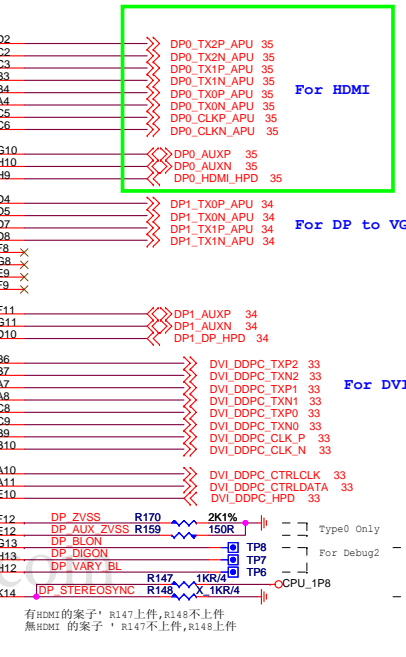 DP0_TX2P_APU 35
C2 DP0_TX2N_APU 35
C3 DP0_TX1P_APU 35
B3 DP0_TX1N_APU 35
B4 DP0_TX0P_APU 35 For HDMI
A4 DP0_TX0N_APU 35
C5 DP0_CLKP_APU 35
C6 DP0_CLKN_APU 35
G10 DP0_AUXP 35
H10 DP0_AUXN 35
H9 DP0_HDMI_HPD 35
D4 DP1_TX0P_APU 34
D5 DP1_TX0N_APU 34
D7 DP1_TX1P_APU 34 For DP to VG
D8 DP1_TX1N_APU 34
F8
G8
E9
F9
F11 DP1_AUXP 34
G11 DP1_AUXN 34
D10 DP1_DP_HPD 34
B6 DVI_DDPC_TXP2 33
B7 DVI_DDPC_TXN2 33
A7 DVI_DDPC_TXP1 33 For DVI
A8 DVI_DDPC_TXN1 33
C8 DVI_DDPC_TXP0 33
C9 DVI_DDPC_TXN0 33
B9 DVI_DDPC_CLK_P 33
B10 DVI_DDPC_CLK_N 33
A10 DVI_DDPC_CTRLCLK 33
A11 DVI_DDPC_CTRLDATA 33
E10 DVI_DDPC_HPD 33
F12 DP_ZVSS R170 2K1%
E12 DP_AUX_ZVSS R159 150R Type0 Only
G13 DP_BLON TP8
H13 DP_DIGON TP7 For Debug2
H12 DP_VARY_BL TP6
R147 1KR/4 CPU_1P8
K14 DP_STEREOSYNC R148 X_1KR/4
com
有HDMI的案子' R147上件,R148不上件
無HDMI 的案子 ' R147不上件,R148上件